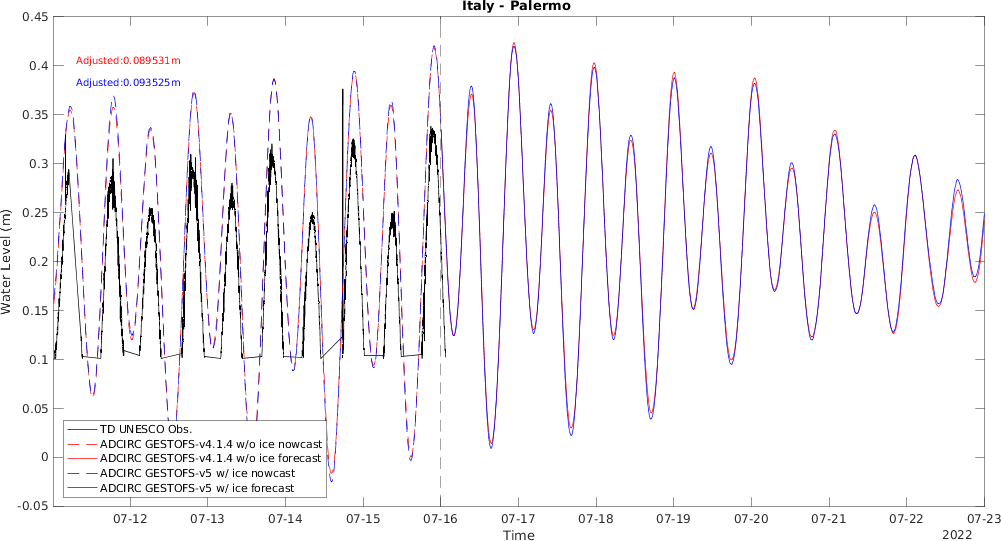 Italy - Palermo
0.45
0.4
0.35
0.3
0.25
0.2
0.15
0.1
0.05
0
-0.05
Water Level (m)
Adjusted:0.089531m
Adjusted:0.093525m
TD UNESCO Obs.
ADCIRC GESTOFS-v4.1.4 w/o ice nowcast
ADCIRC GESTOFS-v4.1.4 w/o ice forecast
ADCIRC GESTOFS-v5 w/ ice nowcast
ADCIRC GESTOFS-v5 w/ ice forecast
07-12 07-13 07-14 07-15 07-16 07-17 07-18 07-19 07-20 07-21 07-22 07-23
Time
2022